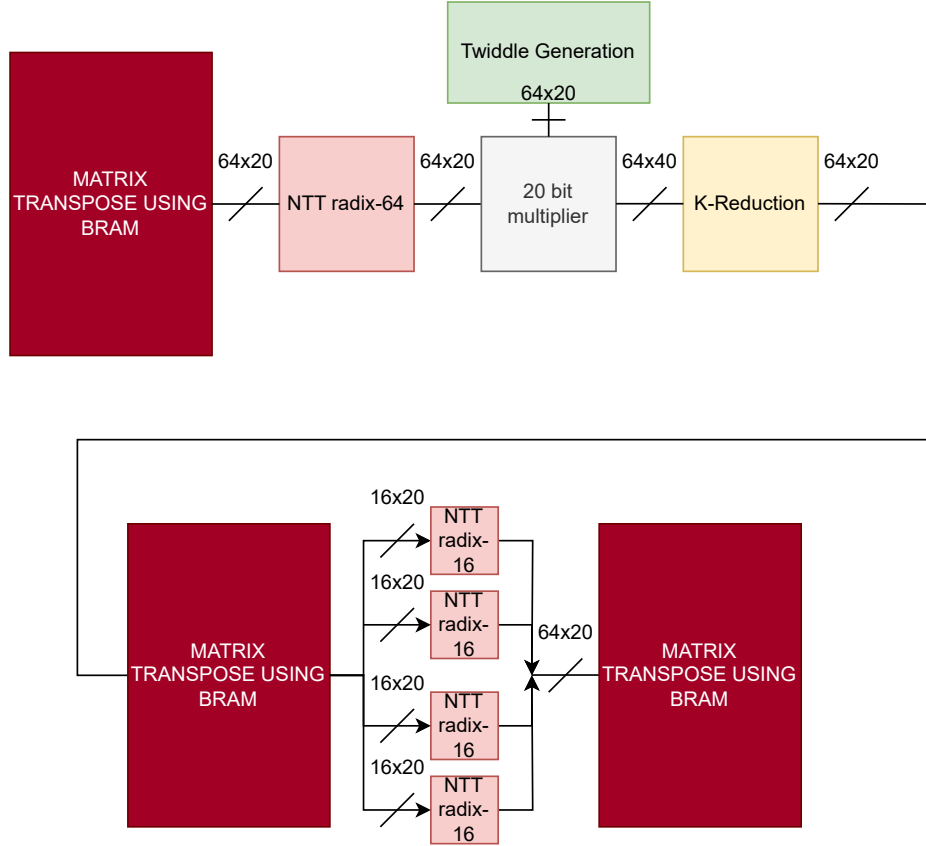 Twiddle Generation
64x20
MATRIX
TRANSPOSE USING
BRAM
64x20
NTT radix-64
64x20
20 bit
multiplier
64x40
K-Reduction
64x20
MATRIX
TRANSPOSE USING
BRAM
16x20
NTT
radix-
16
16x20
NTT
radix-
16
16x20
NTT
radix-
16
16x20
NTT
radix-
16
64x20
MATRIX
TRANSPOSE USING
BRAM